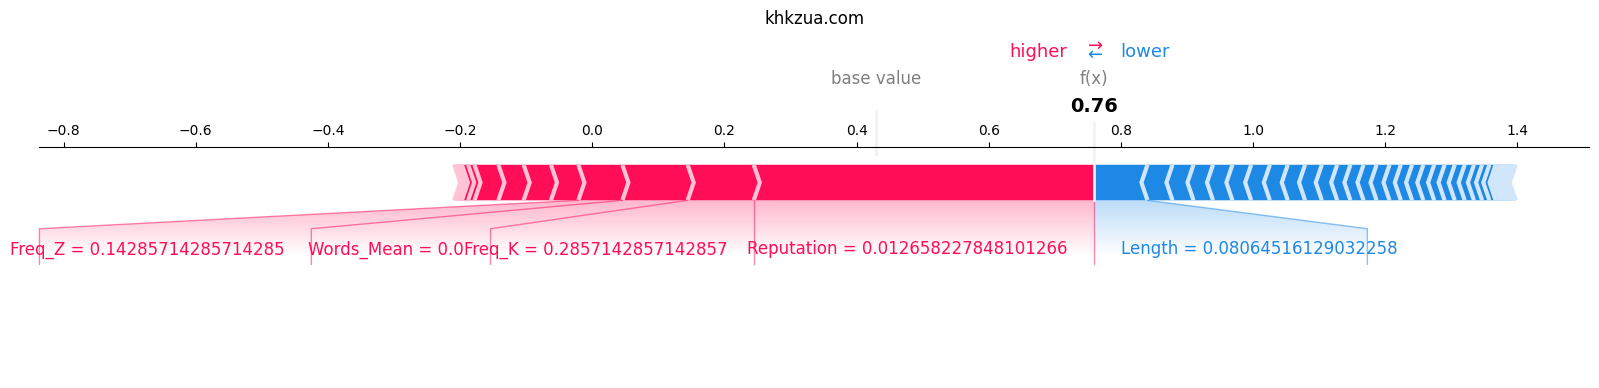 khkzua.com
higher ⇄ lower
base value f(x)
0.76
−0.8 −0.6 −0.4 −0.2 0.0 0.2 0.4 0.6 0.8 1.0 1.2 1.4
Freq_Z = 0.14285714285714285 Words_Mean = 0.0 Freq_K = 0.2857142857142857 Reputation = 0.012658227848101266 Length = 0.08064516129032258